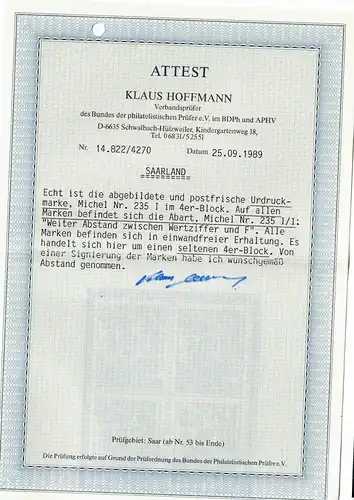 ATTEST
KLAUS HOFFMANN
Verbandsprüfer
des Bundes der philatelistischen Prüfer e.V. im BDPh und APHV
D-6635 Schwalbach-Hülzweiler, Kindergartenweg 18,
Tel. 06831/52551
Nr. 14.822/4270 Datum 25.09.1989
SAARLAND
==========
Echt ist die abgebildete und postfrische Urdruck-
marke, Michel Nr. 235 I im 4er-Block. Auf allen
Marken befindet sich die Abart, Michel Nr. 235 I/I:
"Weiter Abstand zwischen Wertziffer und F". Alle
Marken befinden sich in einwandfreier Erhaltung. Es
handelt sich hier um einen seltenen 4er-Block. Von
einer Signierung der Marken habe ich wunschgemäß
Abstand genommen.
Prüfgebiet: Saar (ab Nr. 53 bis Ende)
Die Prüfung erfolgte auf Grund der Prüfordnung des Bundes der Philatelistischen Prüfer e.V.